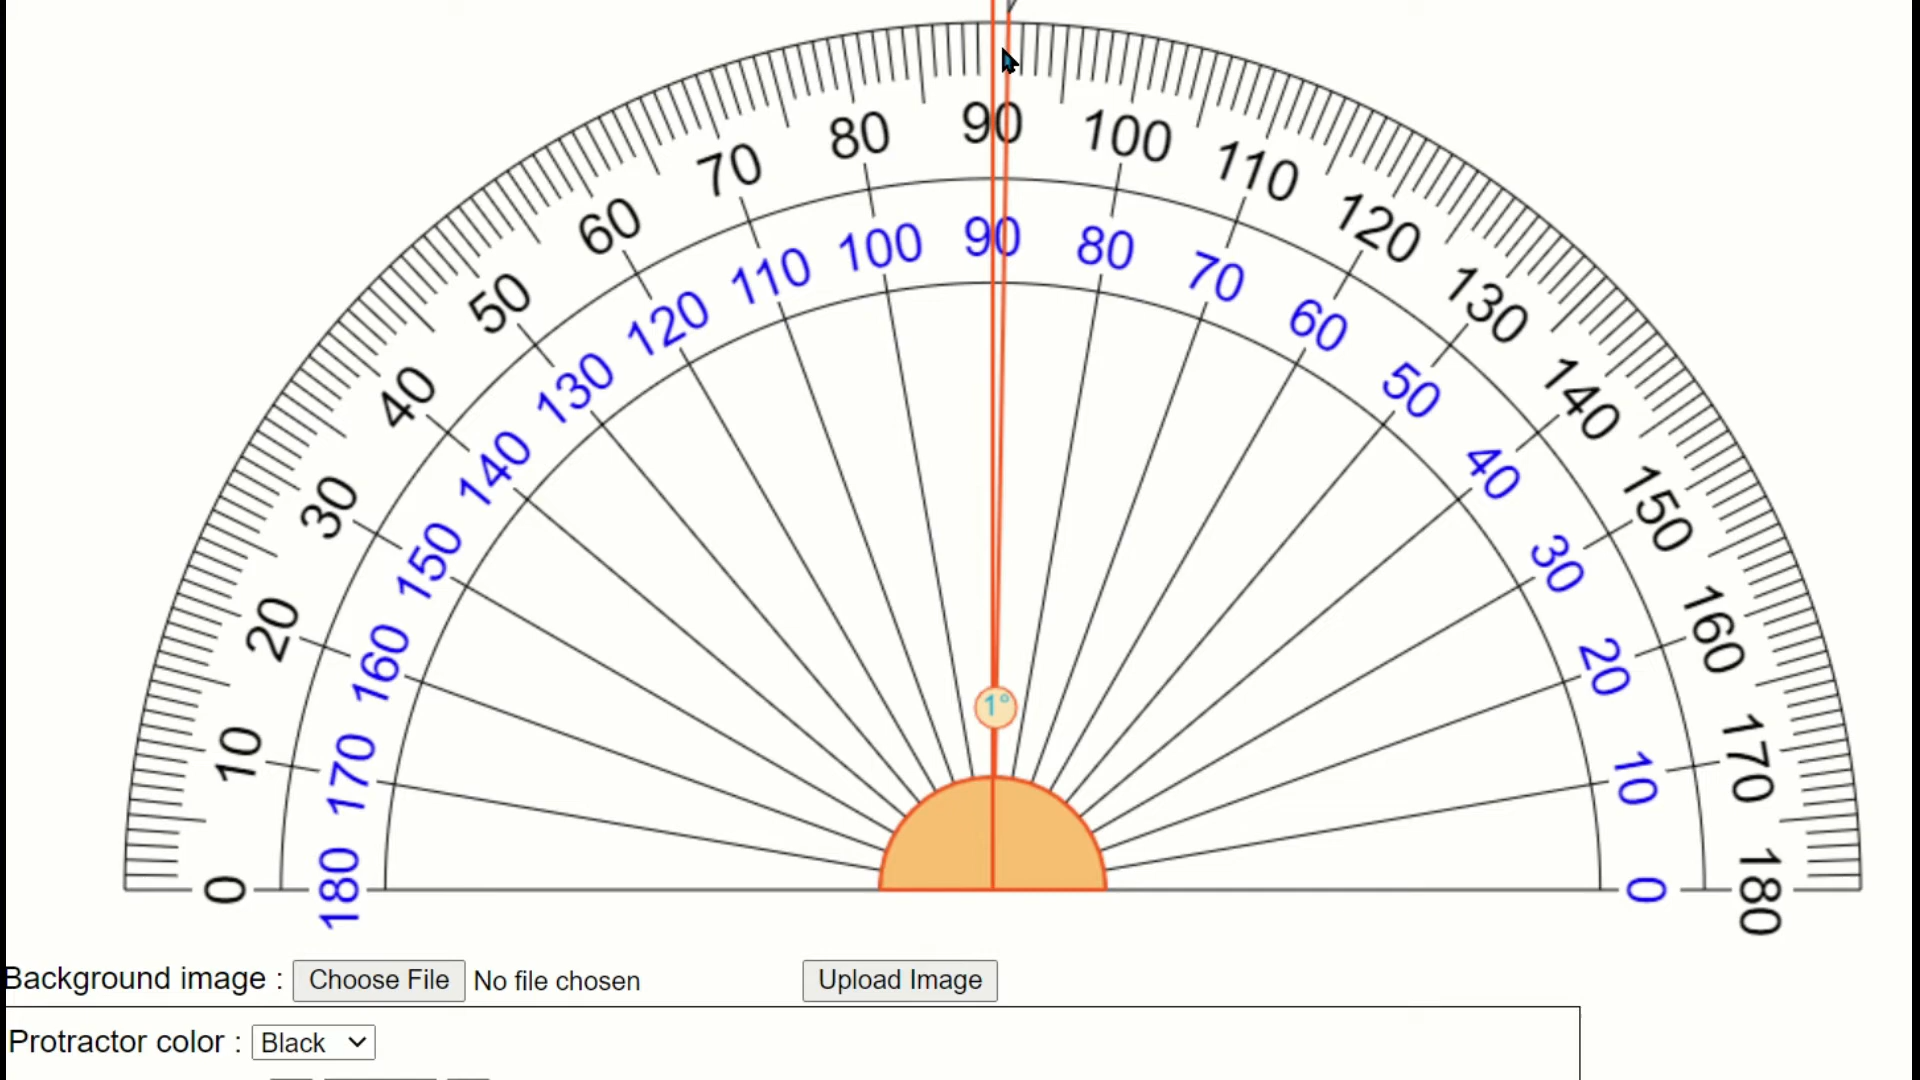 0 10 20 30 40 50 60 70 80 90 100 110 120 130 140 150 160 170 180
180 170 160 150 140 130 120 110 100 90 80 70 60 50 40 30 20 10 0
1°
Background image : Choose File No file chosen Upload Image
Protractor color : Black